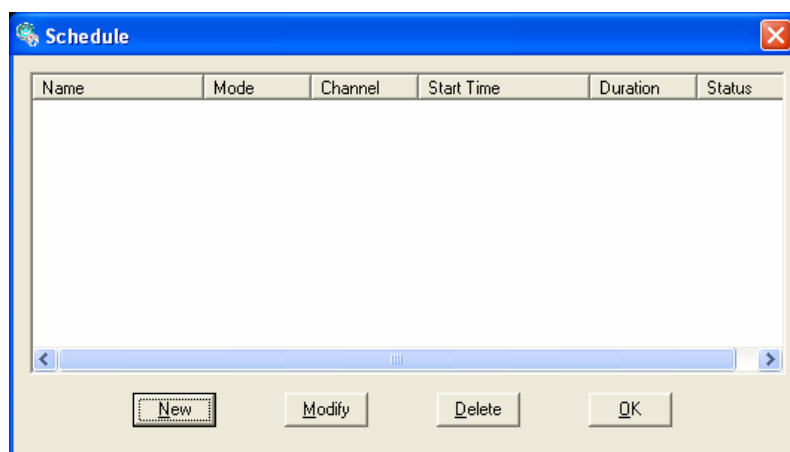 Schedule
Name Mode Channel Start Time Duration Status
New Modify Delete OK